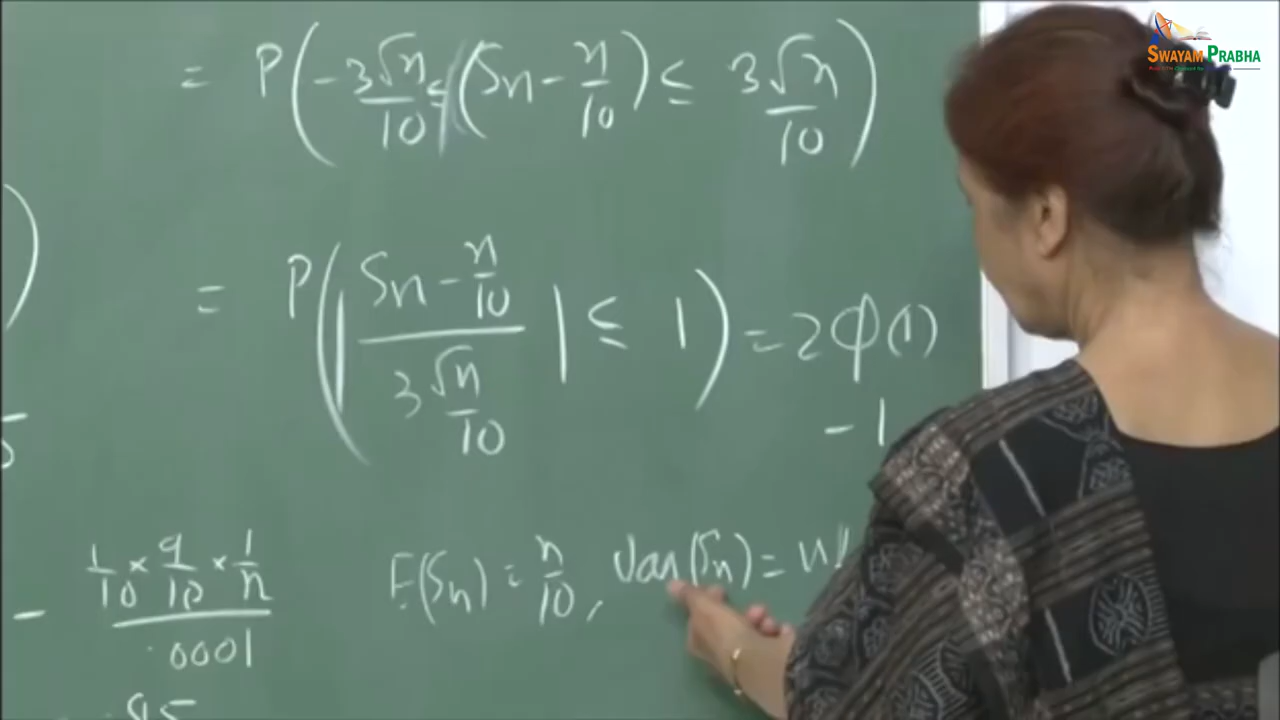 SWAYAM PRABHA
= P(-3√n/10 ≤ (Sn - n/10) ≤ 3√n/10)
= P(|(Sn - n/10)/(3√n/10)| ≤ 1) = 2φ(1)
- 1
1/10 × 9/10 × 1/n
- .0001
E(Sn) = n/10, Var(Sn) =